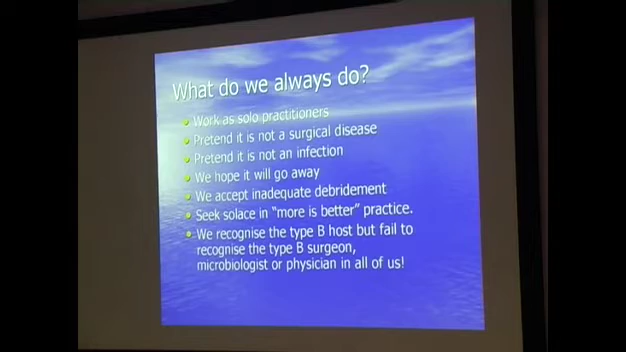 What do we always do?
Work as solo practitioners
Pretend it is not a surgical disease
Pretend it is not an infection
We hope it will go away
We accept inadequate debridement
Seek solace in “more is better” practice.
We recognise the type B host but fail to
recognise the type B surgeon,
microbiologist or physician in all of us!